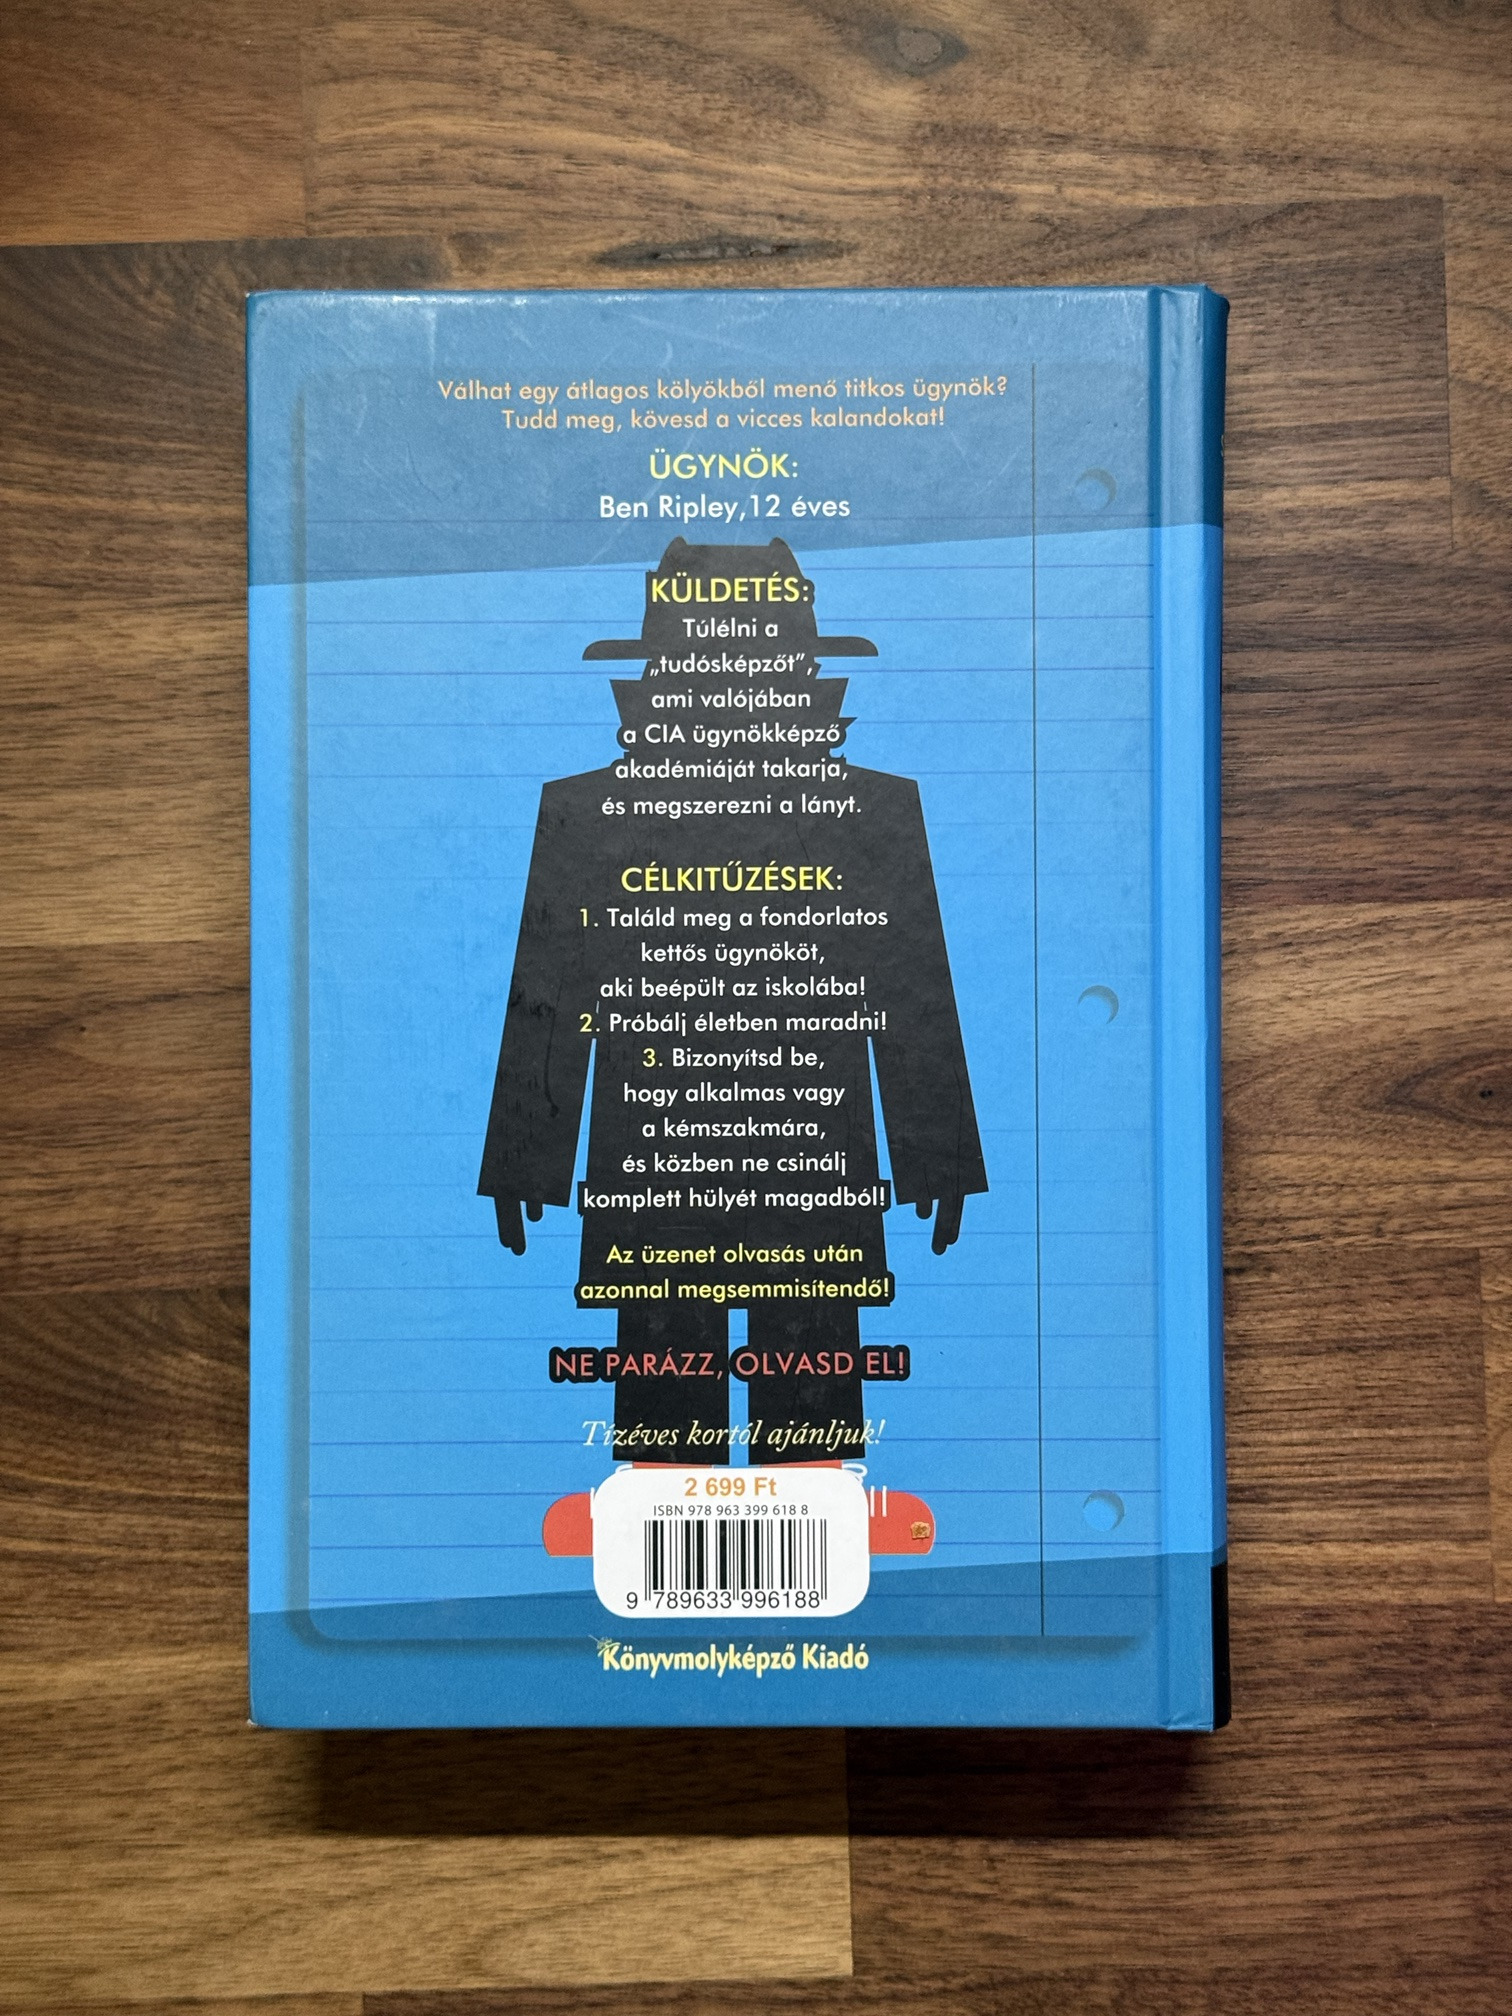 Válhat egy átlagos kölyökből menő titkos ügynök?
Tudd meg, kövesd a vicces kalandokat!
ÜGYNÖK:
Ben Ripley,12 éves
KÜLDETÉS:
Túlélni a
„tudósképzőt”,
ami valójában
a CIA ügynökképző
akadémiáját takarja,
és megszerezni a lányt.
CÉLKITŰZÉSEK:
1. Találd meg a fondorlatos
kettős ügynököt,
aki beépült az iskolába!
2. Próbálj életben maradni!
3. Bizonyítsd be,
hogy alkalmas vagy
a kémszakmára,
és közben ne csinálj
komplett hülyét magadból!
Az üzenet olvasás után
azonnal megsemmisítendő!
NE PARÁZZ, OLVASD EL!
Tízéves kortól ajánljuk!
2 699 Ft
ISBN 978 963 399 618 8
9 789633 996188
Könyvmolyképző Kiadó